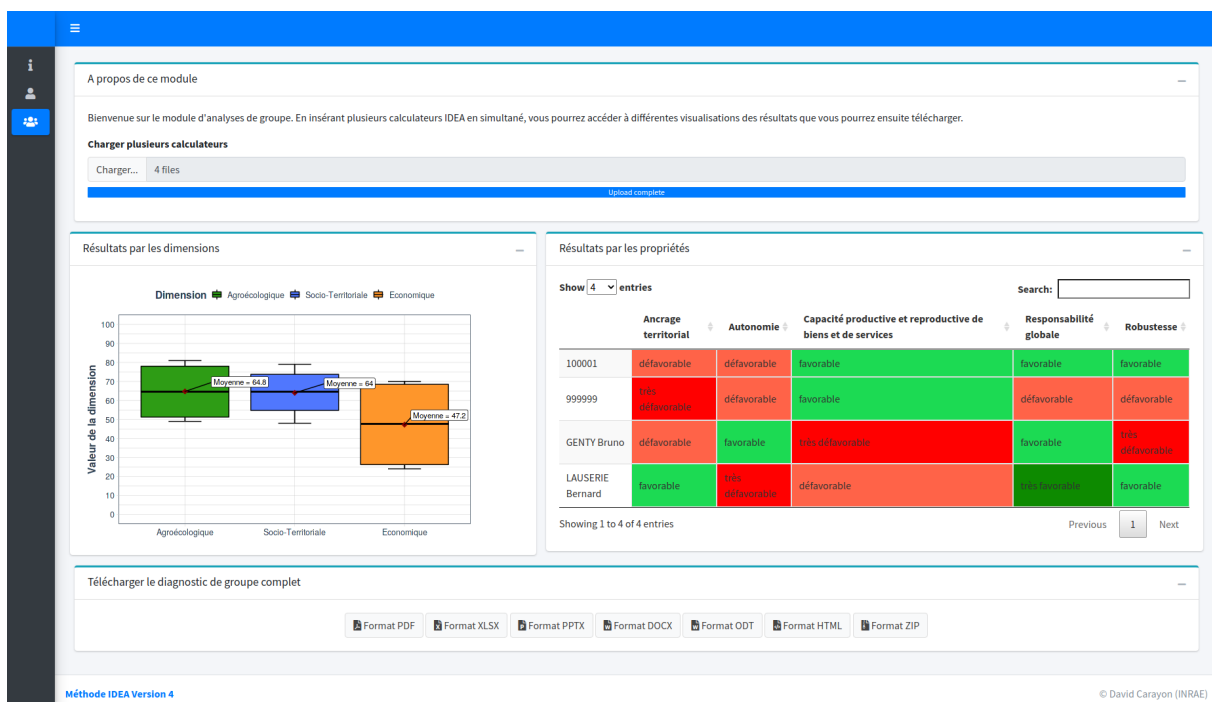 A propos de ce module
Bienvenue sur le module d'analyses de groupe. En insérant plusieurs calculateurs IDEA en simultané, vous pourrez accéder à différentes visualisations des résultats que vous pourrez ensuite télécharger.
Charger plusieurs calculateurs
Charger... 4 files
Upload complete
Résultats par les dimensions
Dimension Agroécologique Socio-Territoriale Economique
Valeur de la dimension
100
90
80
70
60
50
40
30
20
10
0
Moyenne = 64.8
Moyenne = 64
Moyenne = 47.2
Agroécologique Socio-Territoriale Economique
Résultats par les propriétés
Show 4 entries Search:
Ancrage territorial Autonomie Capacité productive et reproductive de biens et de services Responsabilité globale Robustesse
100001 défavorable défavorable favorable favorable favorable
999999 très défavorable défavorable favorable défavorable défavorable
GENTY Bruno défavorable favorable très défavorable favorable très défavorable
LAUSERIE Bernard favorable très défavorable défavorable très favorable favorable
Showing 1 to 4 of 4 entries Previous 1 Next
Télécharger le diagnostic de groupe complet
Format PDF Format XLSX Format PPTX Format DOCX Format ODT Format HTML Format ZIP
Méthode IDEA Version 4 © David Carayon (INRAE)